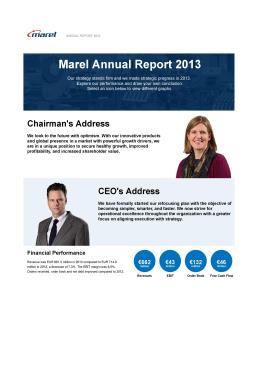 marel
ANNUAL REPORT 2013
Marel Annual Report 2013
Our strategy stands firm and we made strategic progress in 2013.
Explore our performance and draw your own conclusion.
Select an icon below to view different graphs
Chairman's Address
We look to the future with optimism. With our innovative products
and global presence in a market with powerful growth drivers, we
are in a unique position to secure healthy growth, improved
profitability, and increased shareholder value.
CEO's Address
We have formally started our refocusing plan with the objective of
becoming simpler, smarter, and faster. We now strive for
operational excellence throughout the organization with a greater
focus on aligning execution with strategy.
Financial Performance
Revenue was EUR 661.5 million in 2013 compared to EUR 714.0
million in 2012, a decrease of 7.3%. The EBIT margin was 6.5%.
Orders received, order book and net debt improved compared to 2012.
€662
million
€43
million
€132
million
€46
million
Revenues
EBIT
Order Book
Free Cash Flow